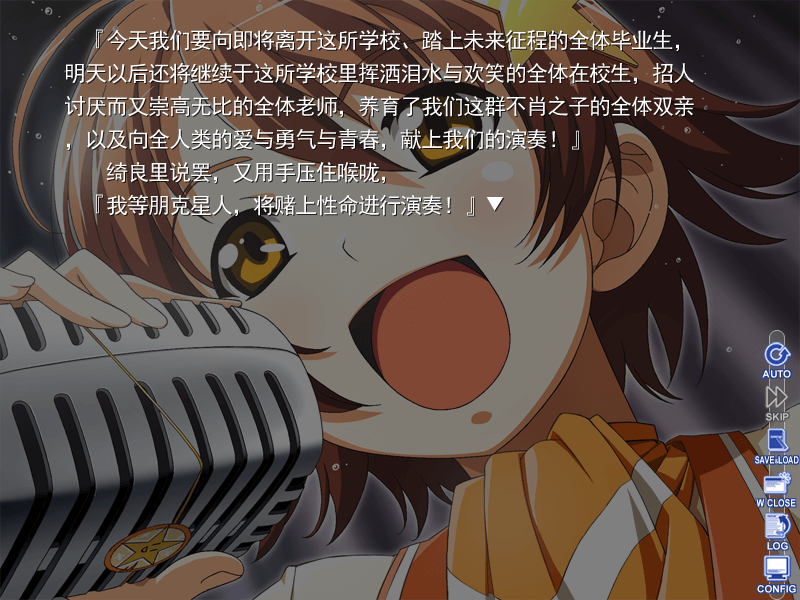 『今天我们要向即将离开这所学校、踏上未来征程的全体毕业生，
明天以后还将继续于这所学校里挥洒泪水与欢笑的全体在校生，招人
讨厌而又崇高无比的全体老师，养育了我们这群不肖之子的全体双亲
，以及向全人类的爱与勇气与青春，献上我们的演奏！』
绮良里说罢，又用手压住喉咙，
『我等朋克星人，将赌上性命进行演奏！』▼
AUTO
SKIP
SAVE&LOAD
W CLOSE
LOG
CONFIG